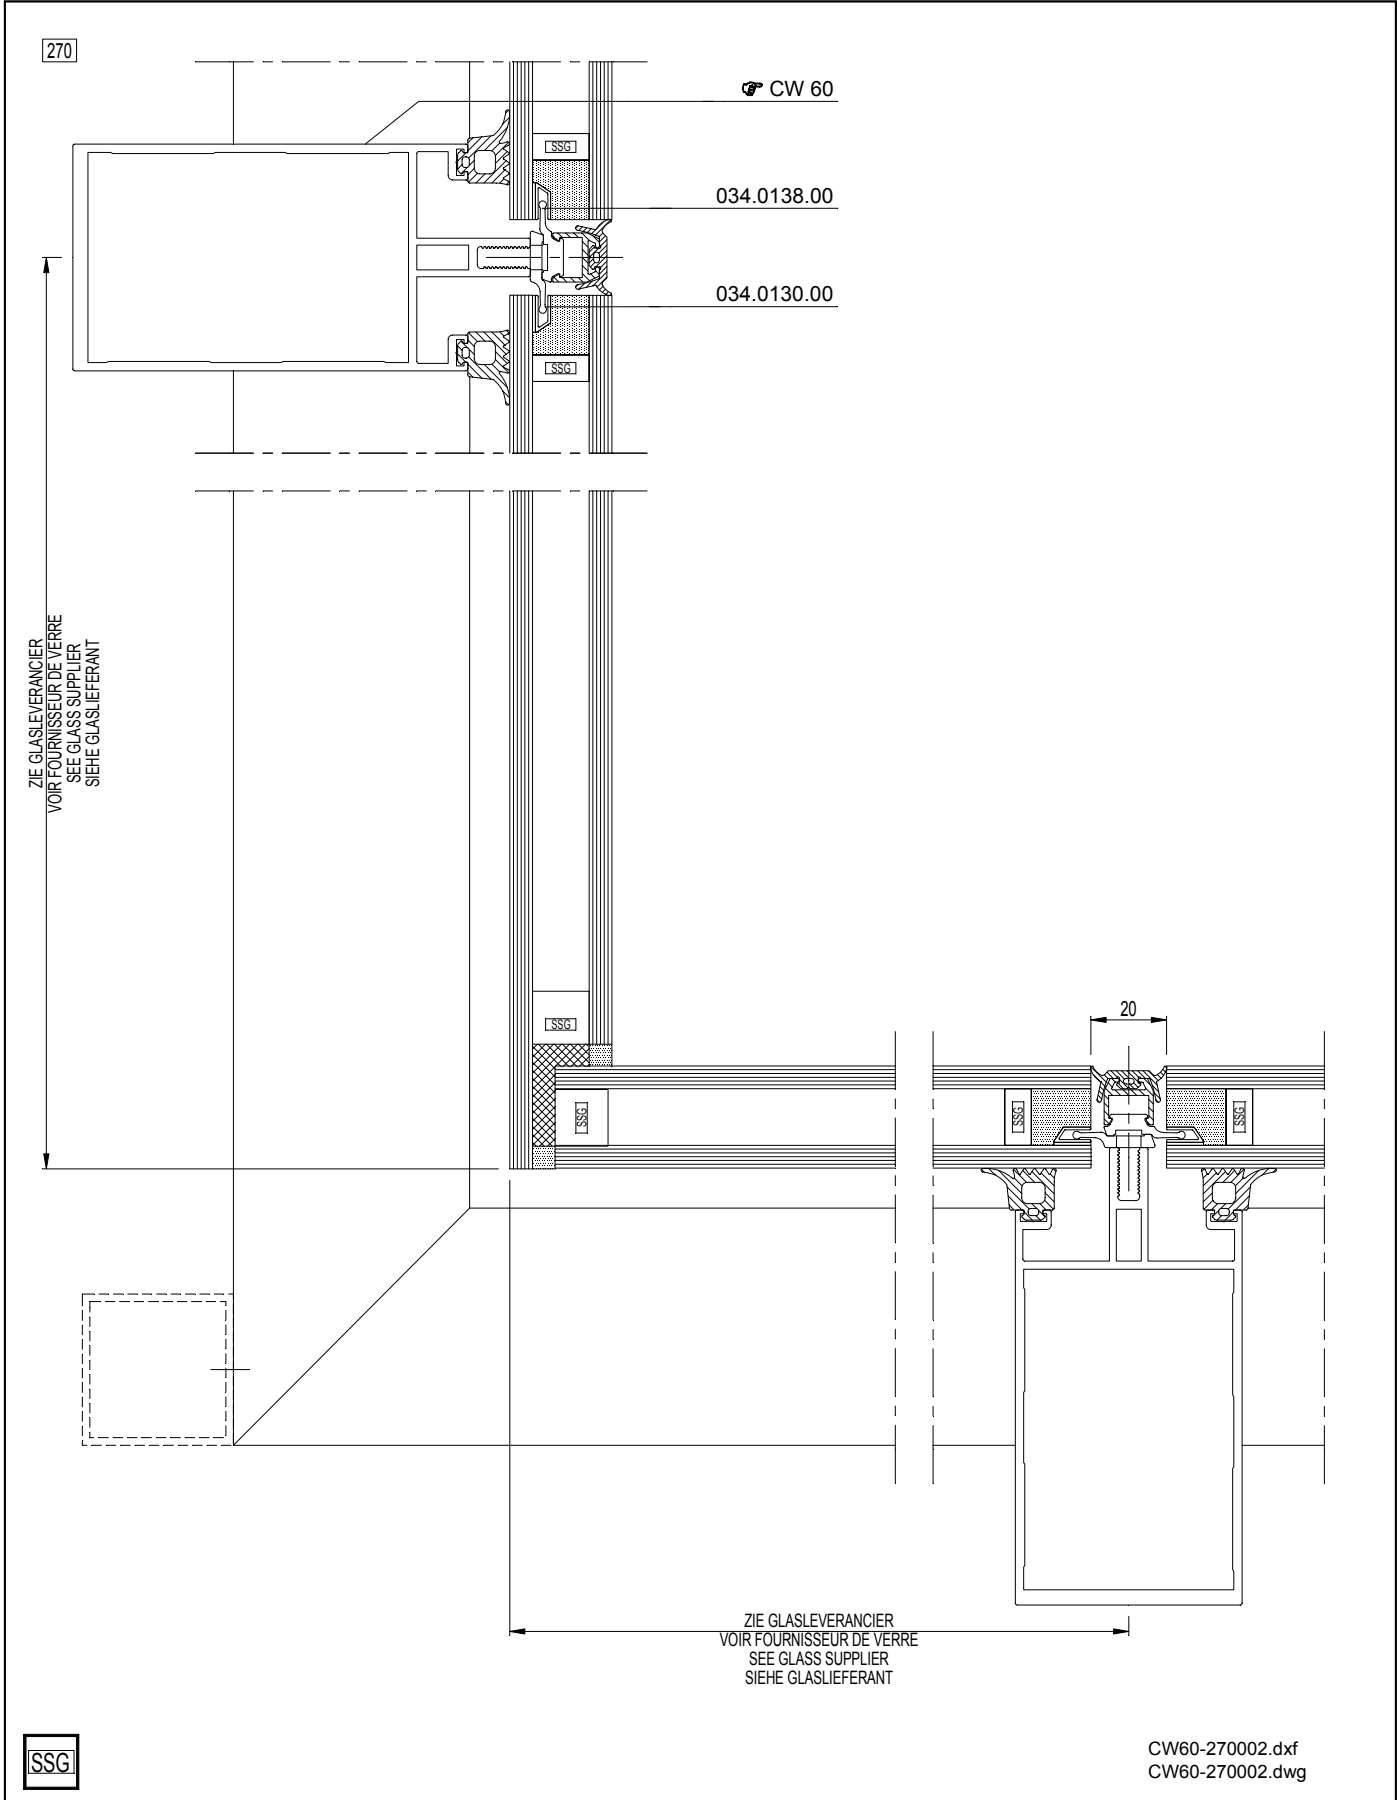 270
CW 60
SSG
034.0138.00
034.0130.00
SSG
ZIE GLASLEVERANCIER
VOIR FOURNISSEUR DE VERRE
SEE GLASS SUPPLIER
SIEHE GLASLIEFERANT
20
SSG
SSG
SSG
SSG
ZIE GLASLEVERANCIER
VOIR FOURNISSEUR DE VERRE
SEE GLASS SUPPLIER
SIEHE GLASLIEFERANT
SSG
CW60-270002.dxf
CW60-270002.dwg